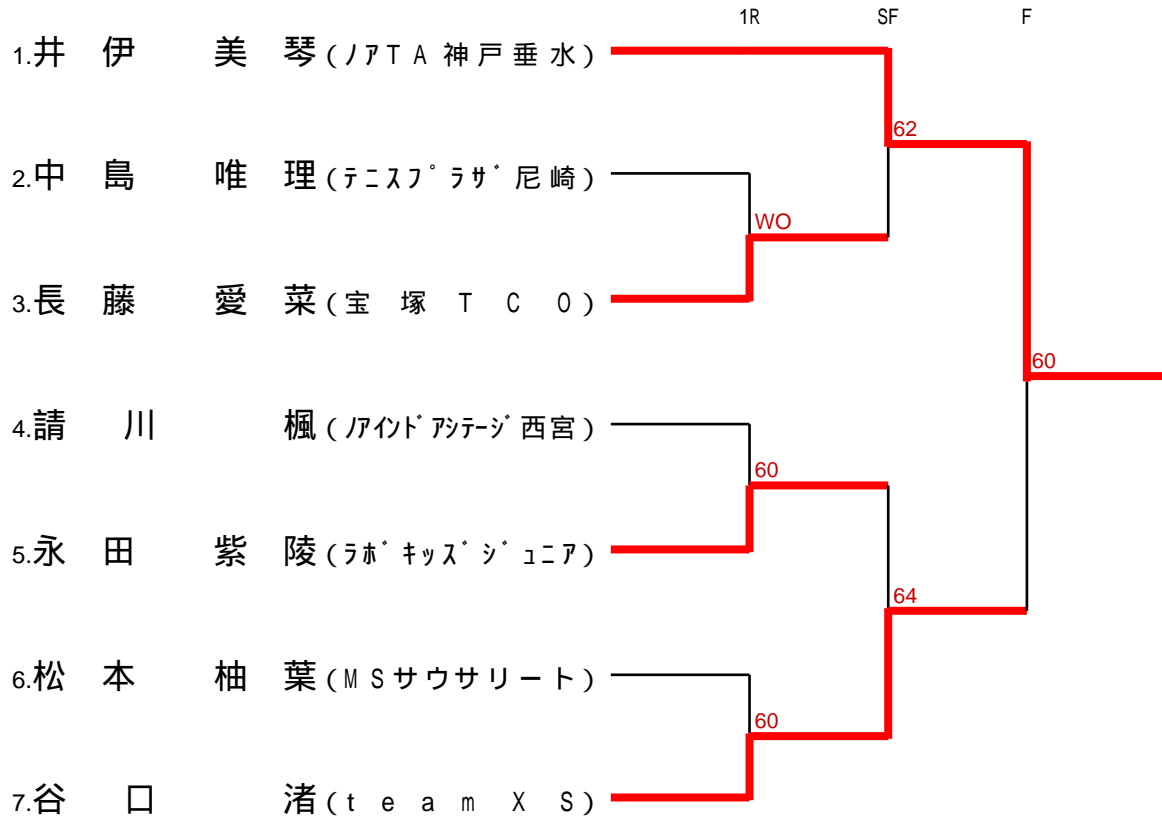 1R SF F
1.井 伊 美 琴(ノアTA神戸垂水)
62
2.中 島 唯 理(テニスプラザ尼崎)
WO
3.長 藤 愛 菜(宝 塚 T C O)
60
4.請 川 楓(ノアインドアシテージ西宮)
60
5.永 田 紫 陵(ラボキッズジュニア)
64
6.松 本 柚 葉(MSサウサリート)
60
7.谷 口 渚(t e a m X S)